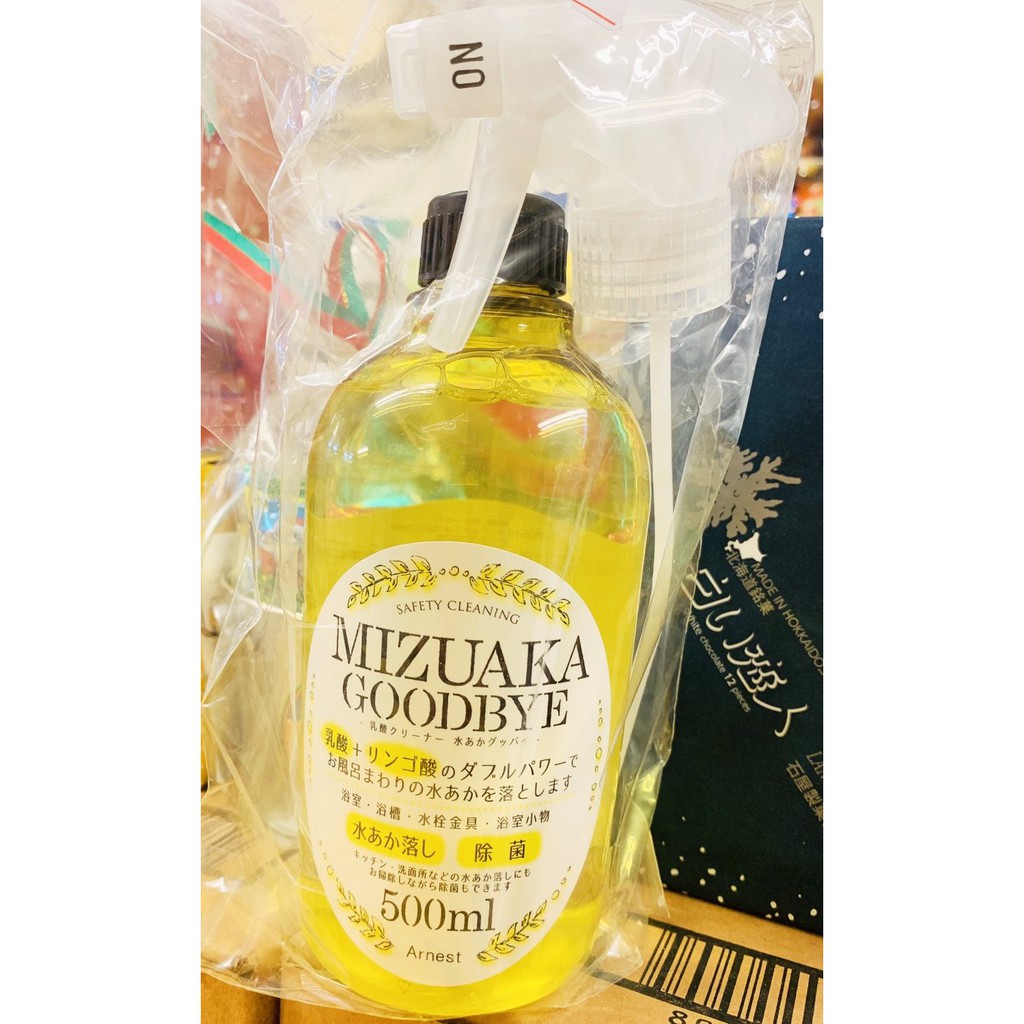 NO
SAFETY CLEANING
MIZUAKA
GOODBYE
- 乳酸クリーナー 水あかグッバイ -
乳酸+リンゴ酸のダブルパワーで
お風呂まわりの水あかを落とします
浴室・浴槽・水栓金具・浴室小物
水あか落し 除菌
キッチン・洗面所などの水あか落しにも
お掃除しながら除菌もできます
500ml
Arnest
MADE IN HOKKAIDO
北海道銘菓
白い恋人
white chocolate 12 pieces
石屋製菓